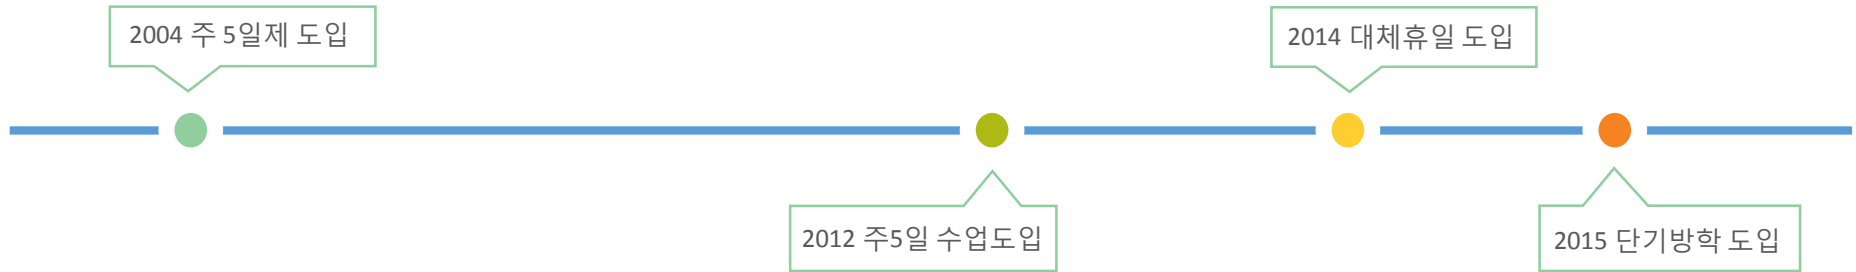 2004 주 5일제 도입
2012 주5일 수업도입
2014 대체휴일 도입
2015 단기방학 도입